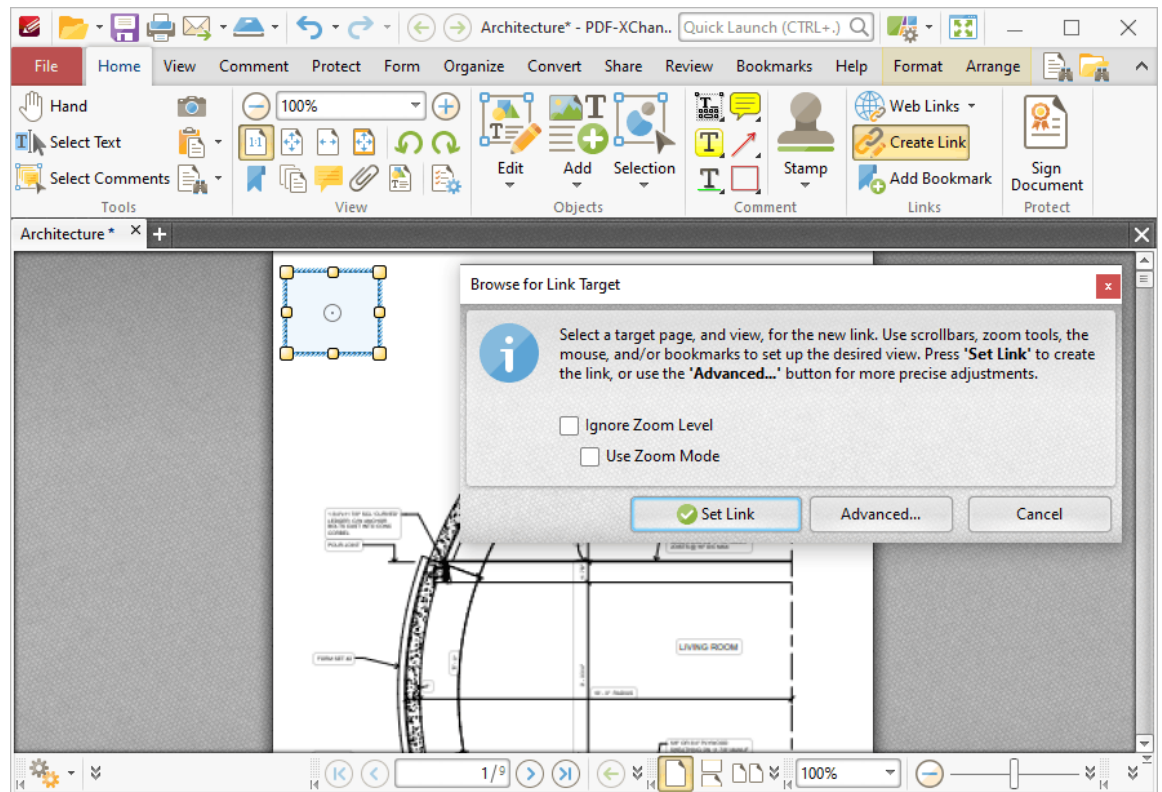 Architecture* - PDF-XChan.. Quick Launch (CTRL+.)
File Home View Comment Protect Form Organize Convert Share Review Bookmarks Help Format Arrange
Hand
Select Text
Select Comments
Tools
100%
1:1
View
Edit
Add
Selection
Objects
Stamp
Comment
Web Links
Create Link
Add Bookmark
Links
Sign
Document
Protect
Architecture *
Browse for Link Target
Select a target page, and view, for the new link. Use scrollbars, zoom tools, the
mouse, and/or bookmarks to set up the desired view. Press 'Set Link' to create
the link, or use the 'Advanced...' button for more precise adjustments.
Ignore Zoom Level
Use Zoom Mode
Set Link
Advanced...
Cancel
POUR JOINT
LIVING ROOM
1/9
100%